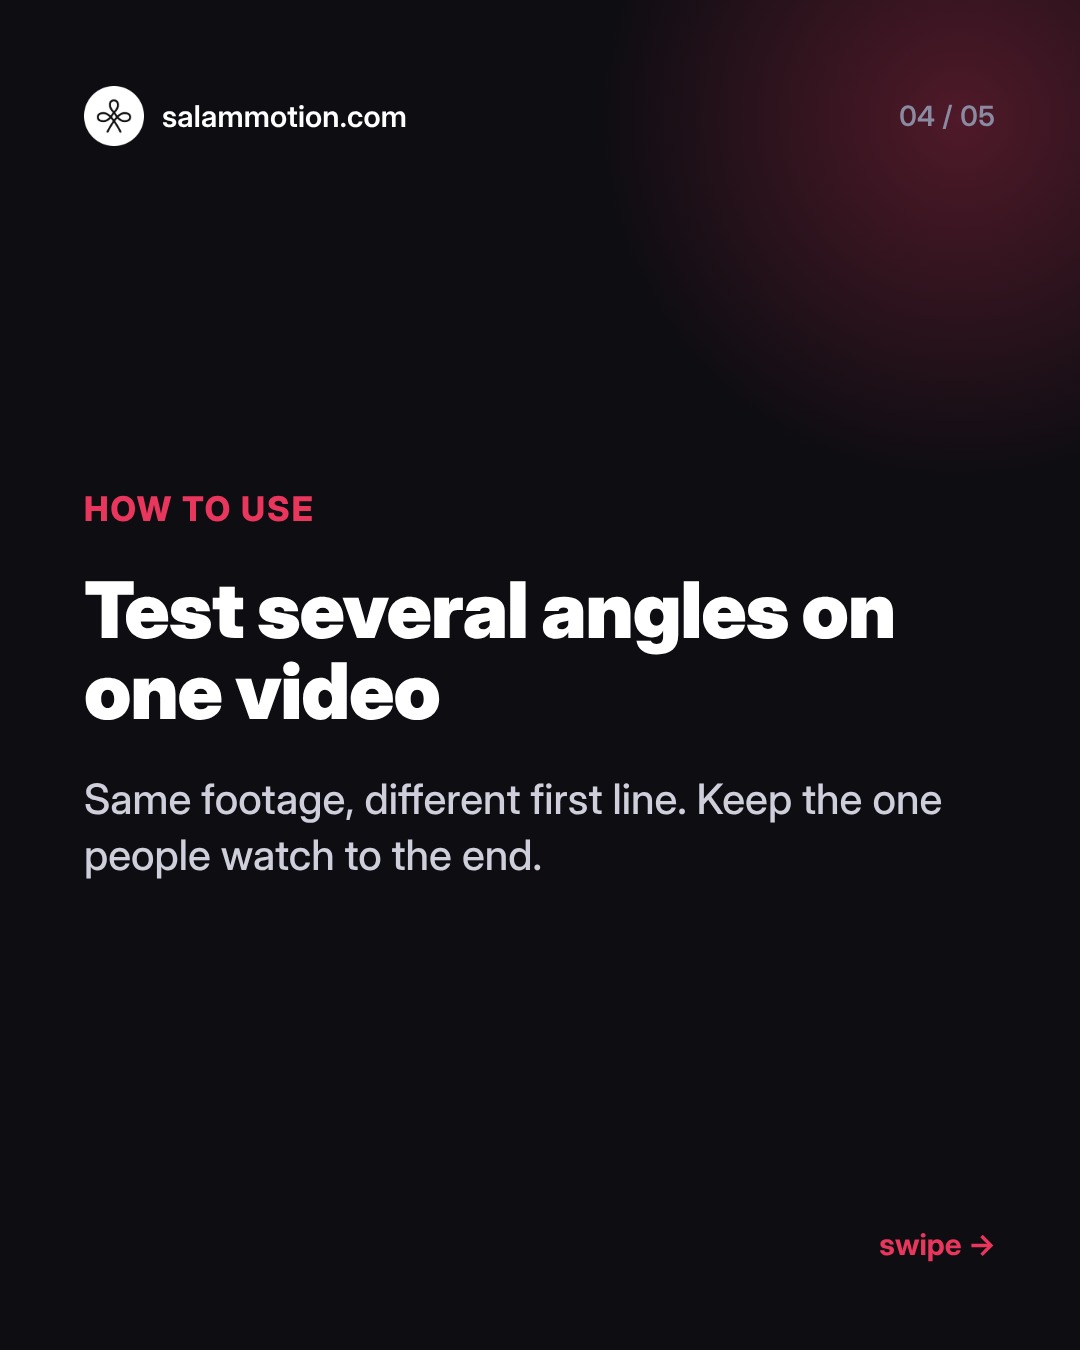 salammotion.com
04 / 05
HOW TO USE
Test several angles on
one video
Same footage, different first line. Keep the one
people watch to the end.
swipe →